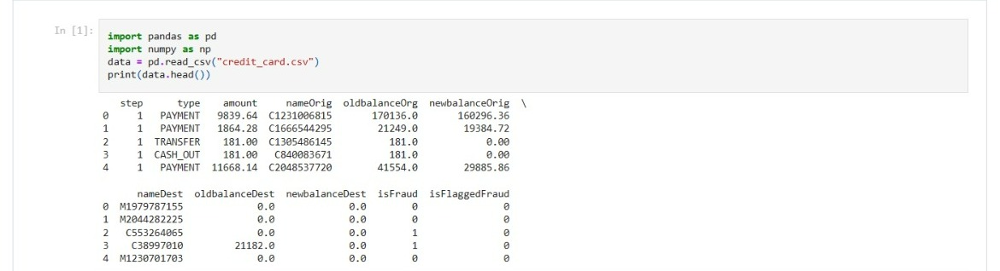 In [1]:
import pandas as pd
import numpy as np
data = pd.read_csv("credit_card.csv")
print(data.head())
step type amount nameOrig oldbalanceOrg newbalanceOrig \
0 1 PAYMENT 9839.64 C1231006815 170136.0 160296.36
1 1 PAYMENT 1864.28 C1666544295 21249.0 19384.72
2 1 TRANSFER 181.00 C1305486145 181.0 0.00
3 1 CASH_OUT 181.00 C840083671 181.0 0.00
4 1 PAYMENT 11668.14 C2048537720 41554.0 29885.86
nameDest oldbalanceDest newbalanceDest isFraud isFlaggedFraud
0 M1979787155 0.0 0.0 0 0
1 M2044282225 0.0 0.0 0 0
2 C553264065 0.0 0.0 1 0
3 C38997010 21182.0 0.0 1 0
4 M1230701703 0.0 0.0 0 0